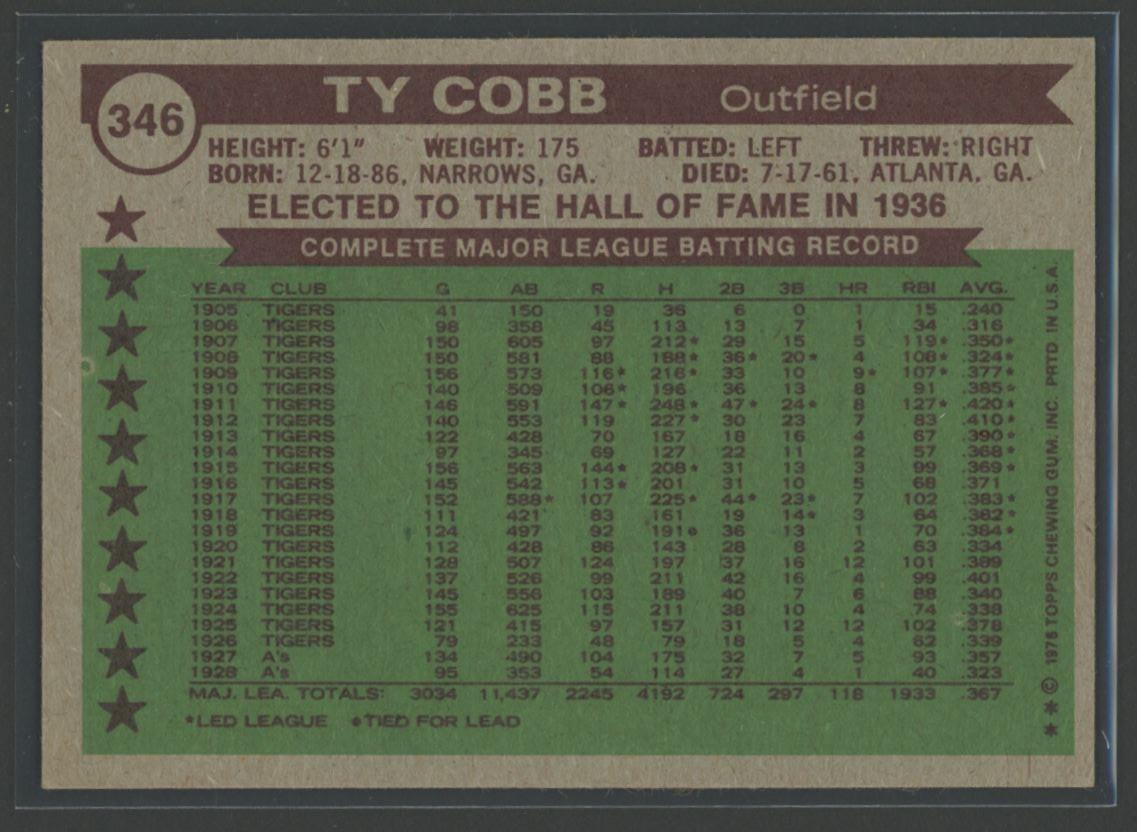 346
TY COBB Outfield
HEIGHT: 6'1" WEIGHT: 175 BATTED: LEFT THREW: RIGHT
BORN: 12-18-86, NARROWS, GA. DIED: 7-17-61, ATLANTA, GA.
ELECTED TO THE HALL OF FAME IN 1936
COMPLETE MAJOR LEAGUE BATTING RECORD
YEAR CLUB G AB R H 2B 3B HR RBI AVG.
1905 TIGERS 41 150 19 36 6 0 1 15 .240
1906 TIGERS 98 358 45 113 13 7 1 34 .316
1907 TIGERS 150 605 97 212* 29 15 5 119* .350*
1908 TIGERS 150 581 88 188* 36* 20* 4 108* .324*
1909 TIGERS 156 573 116* 216* 33 10 9* 107* .377*
1910 TIGERS 140 509 106* 196 36 13 8 91 .385*
1911 TIGERS 146 591 147* 248* 47* 24* 8 127* .420*
1912 TIGERS 140 553 119 227* 30 23 7 83 .410*
1913 TIGERS 122 428 70 167 18 16 4 67 .390*
1914 TIGERS 97 345 69 127 22 11 2 57 .368*
1915 TIGERS 156 563 144* 208* 31 13 3 99 .369*
1916 TIGERS 145 542 113* 201 31 10 5 68 .371
1917 TIGERS 152 588* 107 225* 44* 23* 7 102 .383*
1918 TIGERS 111 421 83 161 19 14* 3 64 .382*
1919 TIGERS 124 497 92 191• 36 13 1 70 .384*
1920 TIGERS 112 428 86 143 28 8 2 63 .334
1921 TIGERS 128 507 124 197 37 16 12 101 .389
1922 TIGERS 137 526 99 211 42 16 4 99 .401
1923 TIGERS 145 556 103 189 40 7 6 88 .340
1924 TIGERS 155 625 115 211 38 10 4 74 .338
1925 TIGERS 121 415 97 157 31 12 12 102 .378
1926 TIGERS 79 233 48 79 18 5 4 62 .339
1927 A's 134 490 104 175 32 7 5 93 .357
1928 A's 95 353 54 114 27 4 1 40 .323
MAJ. LEA. TOTALS: 3034 11,437 2245 4192 724 297 118 1933 .367
*LED LEAGUE •TIED FOR LEAD
**© 1976 TOPPS CHEWING GUM, INC. PRTD IN U.S.A.